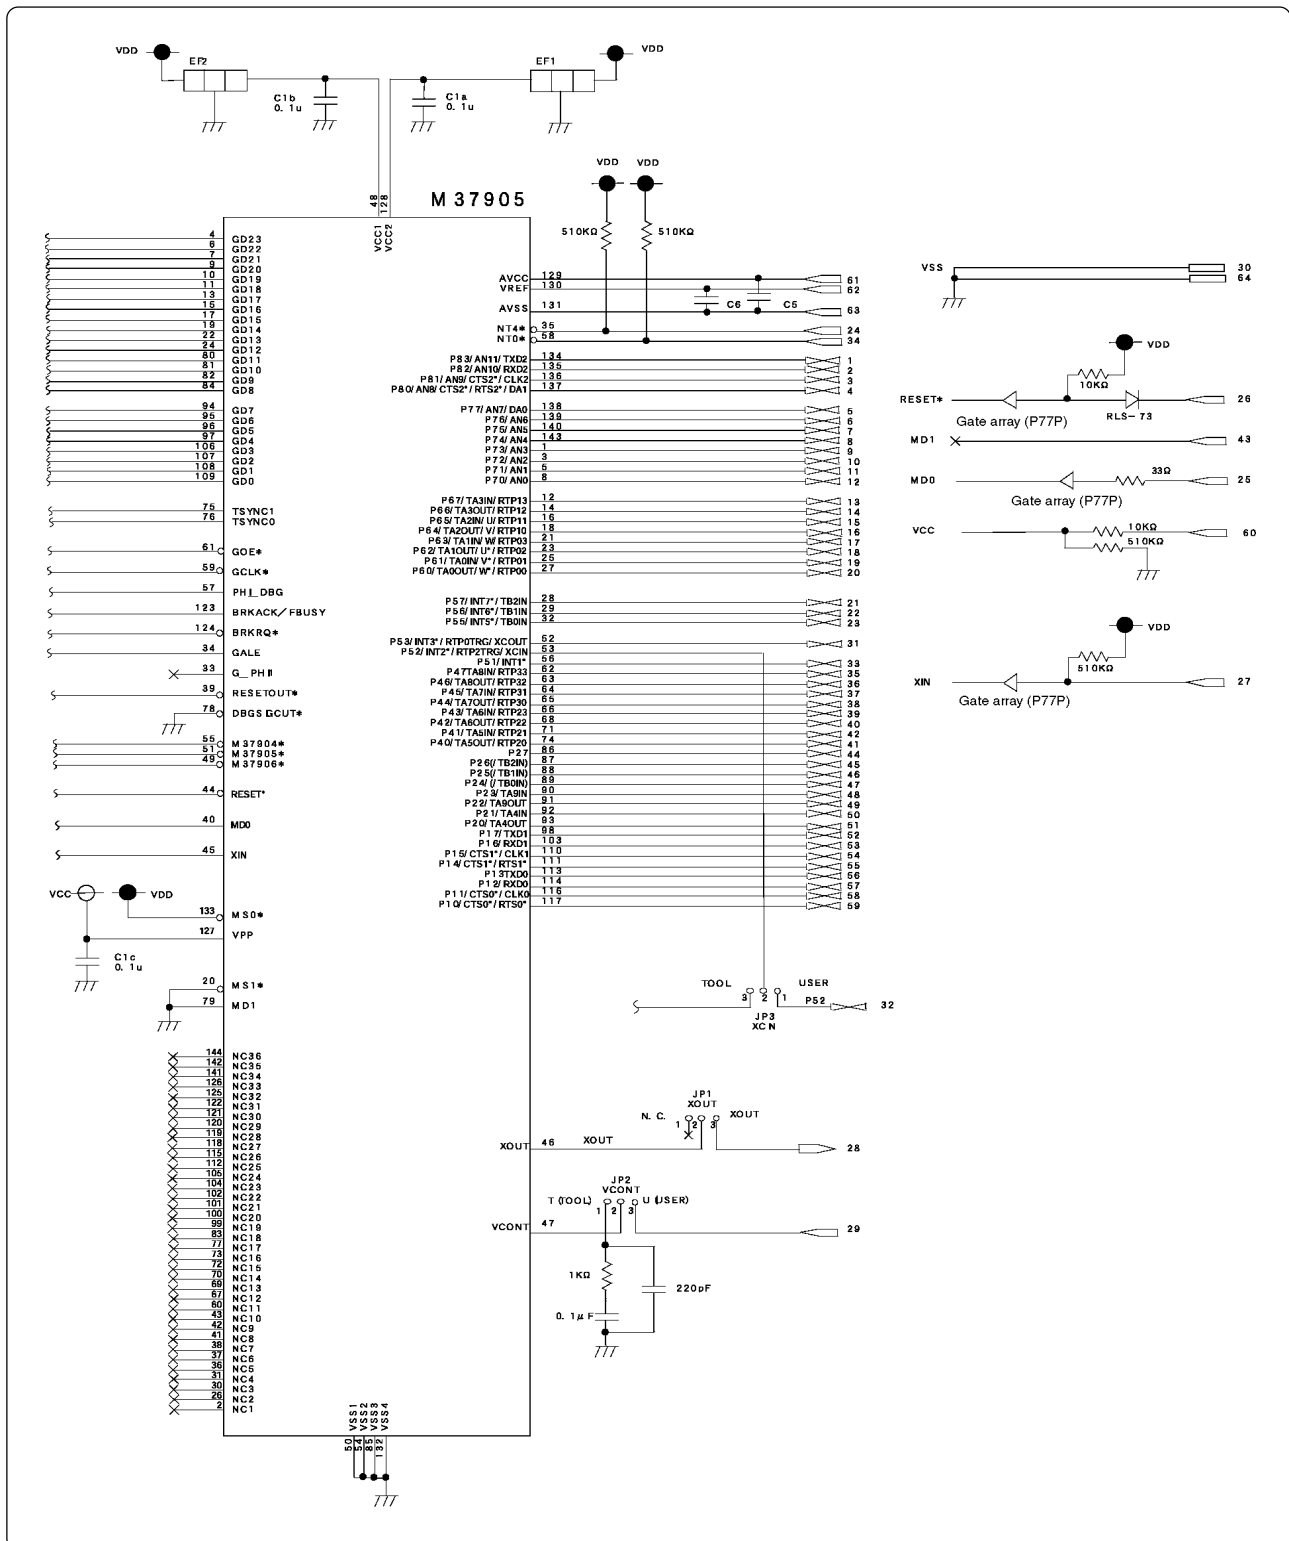 VDD
EF2
C1b
0. 1u
C1a
0. 1u
EF1
VDD
VDD
VDD
510KΩ
510KΩ
M 37905
48
128
VCC1
VCC2
4 GD23
6 GD22
7 GD21
9 GD20
10 GD19
11 GD18
13 GD17
15 GD16
17 GD15
19 GD14
22 GD13
24 GD12
80 GD11
81 GD10
82 GD9
84 GD8
94 GD7
95 GD6
96 GD5
97 GD4
106 GD3
107 GD2
108 GD1
109 GD0
75 TSYNC1
76 TSYNC0
61 GOE*
59 GCLK*
57 PHI_DBG
123 BRKACK/FBUSY
124 BRKRQ*
34 GALE
33 G_PHI1
39 RESETOUT*
78 DBGSIGCUT*
55 M37904*
51 M37905*
49 M37906*
44 RESET*
40 MD0
45 XIN
VCC
VDD
133 MS0*
127 VPP
C1c
0. 1u
20 MS1*
79 MD1
144 NC36
142 NC35
141 NC34
126 NC33
125 NC32
122 NC31
121 NC30
120 NC29
119 NC28
118 NC27
115 NC26
112 NC25
105 NC24
104 NC23
102 NC22
101 NC21
100 NC20
99 NC19
83 NC18
77 NC17
73 NC16
72 NC15
70 NC14
69 NC13
67 NC12
60 NC11
43 NC10
42 NC9
41 NC8
38 NC7
37 NC6
36 NC5
31 NC4
30 NC3
26 NC2
2 NC1
50 VSS1
54 VSS2
85 VSS3
132 VSS4
AVCC 129 61
VREF 130 62
C6
C5
AVSS 131 63
NT4* 35 24
NT0* 58 34
P83/AN11/TXD2 134 1
P82/AN10/RXD2 135 2
P81/AN9/CTS2*/CLK2 136 3
P80/AN8/CTS2*/RTS2*/DA1 137 4
P77/AN7/DA0 138 5
P76/AN6 139 6
P75/AN5 140 7
P74/AN4 143 8
P73/AN3 1 9
P72/AN2 3 10
P71/AN1 5 11
P70/AN0 8 12
P67/TA3IN/RTP13 12 13
P66/TA3OUT/RTP12 14 14
P65/TA2IN/U/RTP11 16 15
P64/TA2OUT/V/RTP10 18 16
P63/TA1IN/W/RTP03 21 17
P62/TA1OUT/U*/RTP02 23 18
P61/TA0IN/V*/RTP01 25 19
P60/TA0OUT/W*/RTP00 27 20
P57/INT7*/TB2IN 28 21
P56/INT6*/TB1IN 29 22
P55/INT5*/TB0IN 32 23
P53/INT3*/RTP0TRG/XCOUT 52 31
P52/INT2*/RTP2TRG/XCIN 53
P51/INT1* 56 33
P47TA8IN/RTP33 62 35
P46/TA8OUT/RTP32 63 36
P45/TA7IN/RTP31 64 37
P44/TA7OUT/RTP30 65 38
P43/TA6IN/RTP23 66 39
P42/TA6OUT/RTP22 68 40
P41/TA5IN/RTP21 71 42
P40/TA5OUT/RTP20 74 41
P27 86 44
P26(/TB2IN) 87 45
P25(/TB1IN) 88 46
P24/(/TB0IN) 89 47
P23/TA9IN 90 48
P22/TA9OUT 91 49
P21/TA4IN 92 50
P20/TA4OUT 93 51
P17/TXD1 98 52
P16/RXD1 103 53
P15/CTS1*/CLK1 110 54
P14/CTS1*/RTS1* 111 55
P13TXD0 113 56
P12/RXD0 114 57
P11/CTS0*/CLK0 116 58
P10/CTS0*/RTS0* 117 59
TOOL USER
3 2 1 P52 32
JP3
XCIN
JP1
XOUT
N. C. XOUT
1 2 3
XOUT 46 XOUT 28
JP2
VCONT
T (TOOL) U (USER)
1 2 3
VCONT 47 29
1KΩ
220pF
0. 1μF
VSS 30
64
VDD
10KΩ
RESET* 26
RLS-73
Gate array (P77P)
MD1 43
33Ω
MD0 25
Gate array (P77P)
VCC 10KΩ 60
510KΩ
VDD
510KΩ
XIN 27
Gate array (P77P)